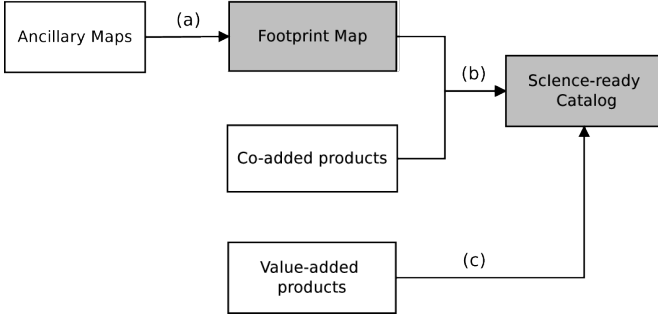 Ancillary Maps
(a)
Footprint Map
(b)
ScIence-ready
Catalog
Co-added products
Value-added
products
(c)